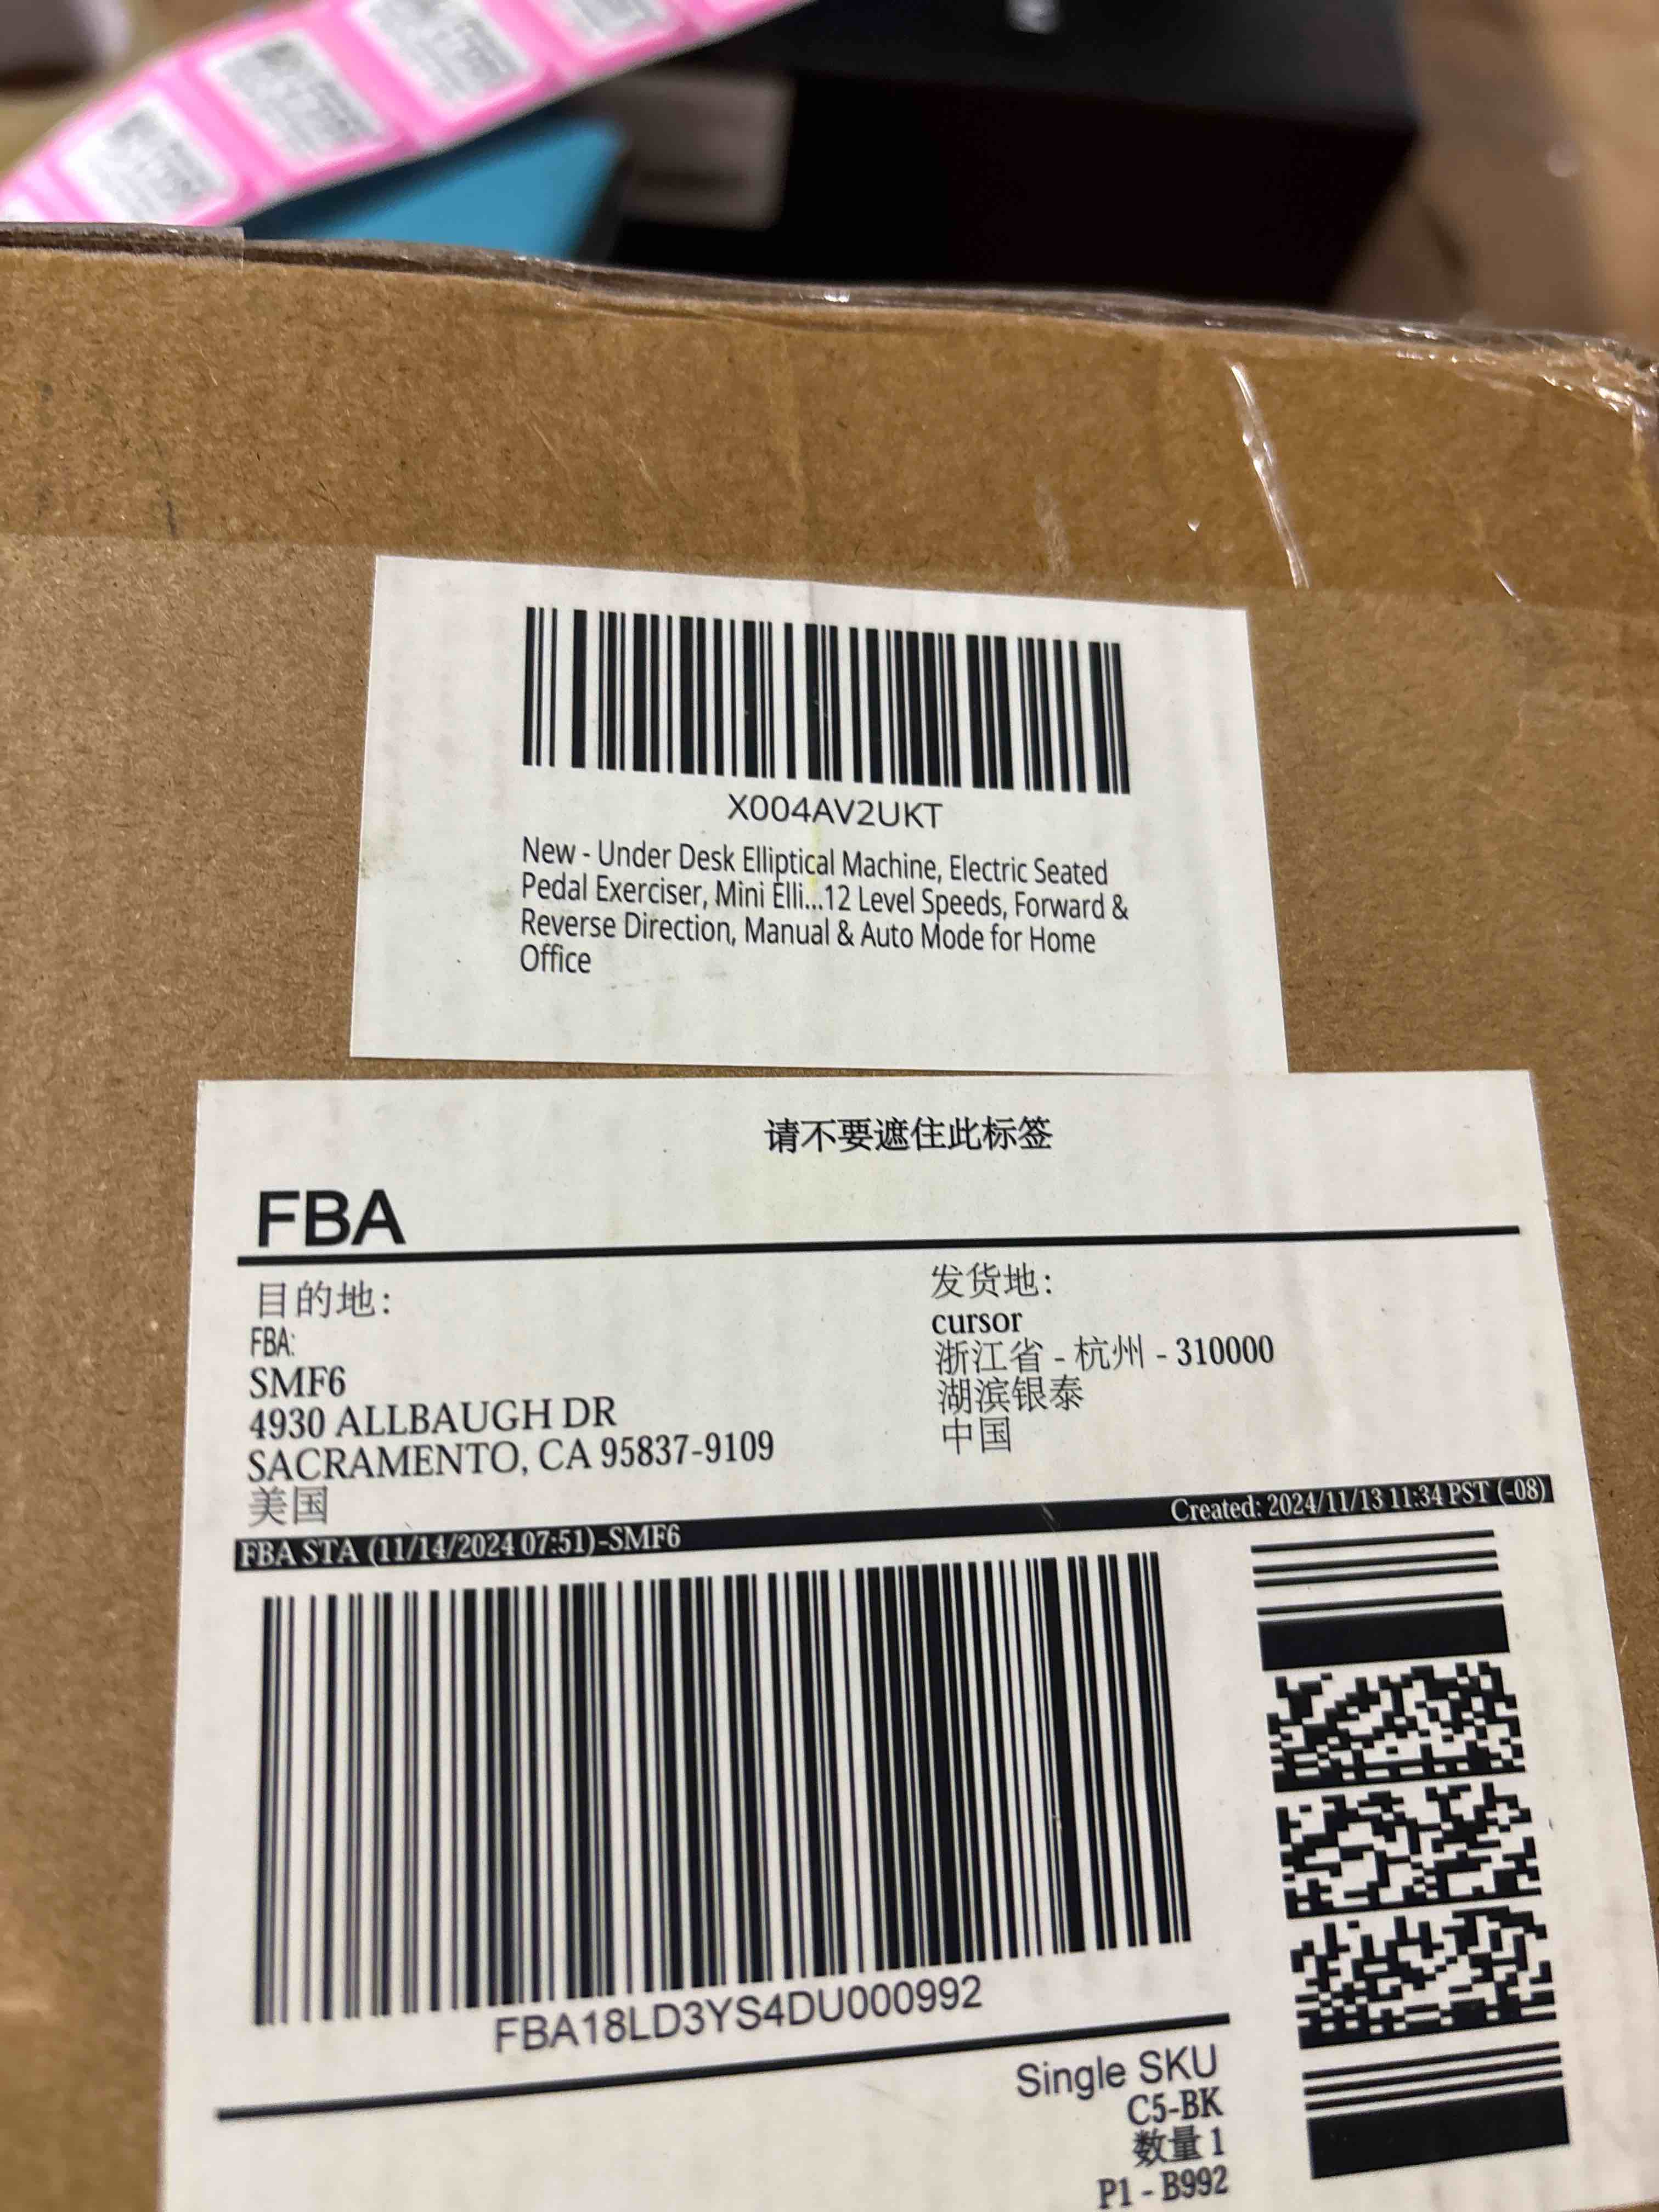 X004AV2UKT
New - Under Desk Elliptical Machine, Electric Seated
Pedal Exerciser, Mini Elli...12 Level Speeds, Forward &
Reverse Direction, Manual & Auto Mode for Home
Office
请不要遮住此标签
FBA
目的地:
FBA:
SMF6
4930 ALLBAUGH DR
SACRAMENTO, CA 95837-9109
美国
发货地:
cursor
浙江省 - 杭州 - 310000
湖滨银泰
中国
FBA STA (11/14/2024 07:51)-SMF6
Created: 2024/11/13 11:34 PST (-08)
FBA18LD3YS4DU000992
Single SKU
C5-BK
数量 1
P1 - B992